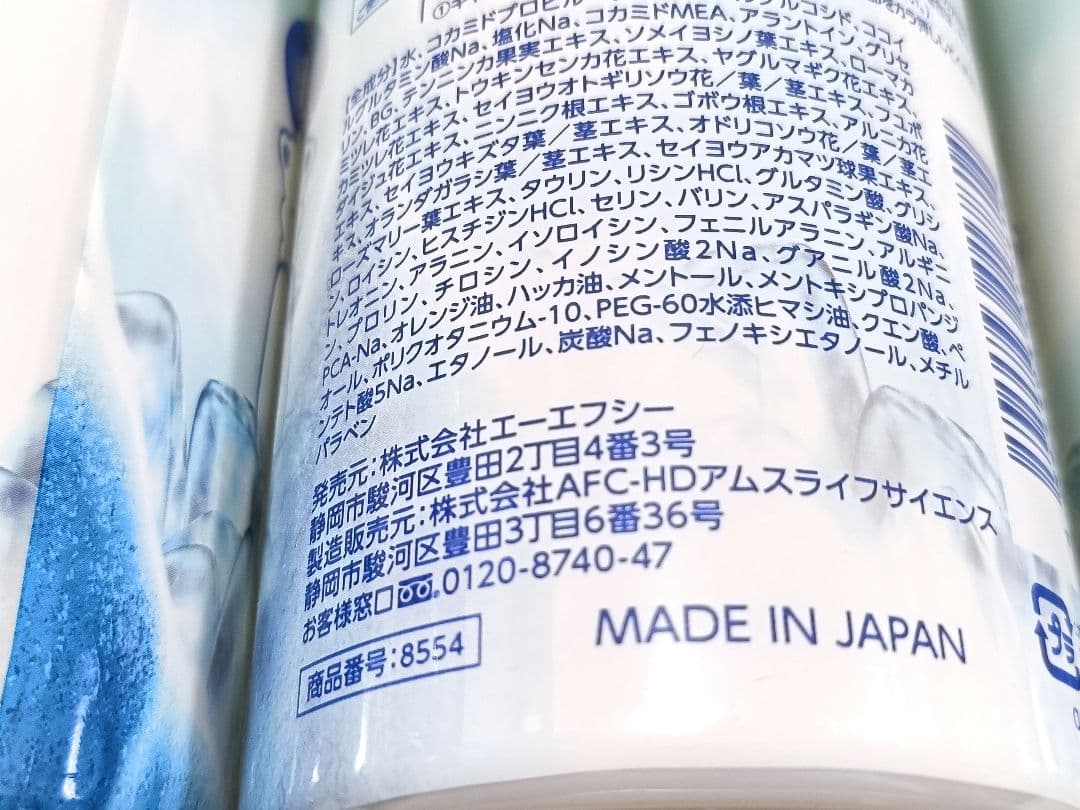 【全成分】水、コカミドプロピル
ルコシド、ココイ
ルグルタミン酸Na、塩化Na、コカミドMEA、アラントイン、グリセ
リン、BG、テンニンカ果実エキス、ソメイヨシノ葉エキス、ローマカ
ミツレ花エキス、トウキンセンカ花エキス、ヤグルマギク花エキス、
カミツレ花エキス、セイヨウオトギリソウ花/葉/茎エキス、フユボ
ダイジュ花エキス、ニンニク根エキス、ゴボウ根エキス、アルニカ花
エキス、セイヨウキズタ葉/茎エキス、オドリコソウ花/葉/茎エ
キス、オランダガラシ葉/茎エキス、セイヨウアカマツ球果エキス、
ローズマリー葉エキス、タウリン、リシンHCl、グルタミン酸、グリシ
ン、ロイシン、ヒスチジンHCl、セリン、バリン、アスパラギン酸Na、
トレオニン、アラニン、イソロイシン、フェニルアラニン、アルギニ
ン、プロリン、チロシン、イノシン酸2Na、グアニル酸2Na、
PCA-Na、オレンジ油、ハッカ油、メントール、メントキシプロパンジ
オール、ポリクオタニウム-10、PEG-60水添ヒマシ油、クエン酸、ペ
ンテト酸5Na、エタノール、炭酸Na、フェノキシエタノール、メチル
パラベン
発売元:株式会社エーエフシー
静岡市駿河区豊田2丁目4番3号
製造販売元:株式会社AFC-HDアムスライフサイエンス
静岡市駿河区豊田3丁目6番36号
お客様窓口 0120-8740-47
商品番号:8554
MADE IN JAPAN
プラ